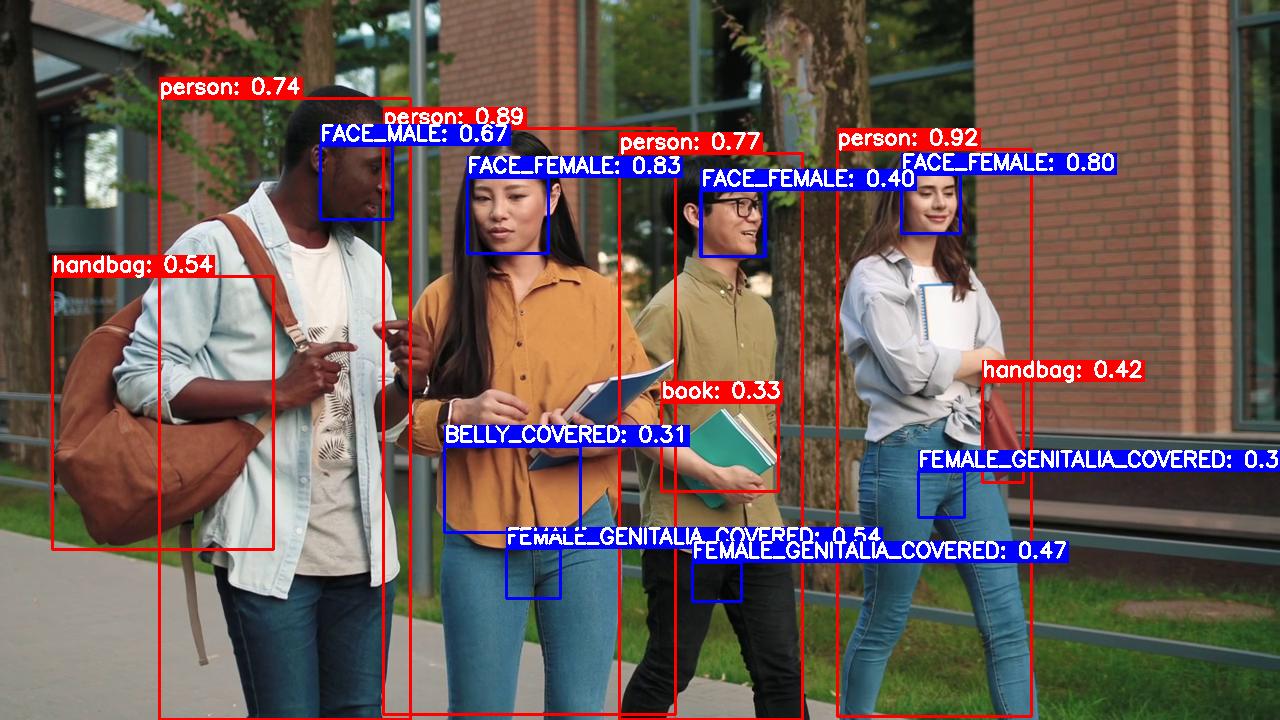 person: 0.74
person: 0.89
FACE_MALE: 0.67
person: 0.77
person: 0.92
FACE_FEMALE: 0.83
FACE_FEMALE: 0.40
FACE_FEMALE: 0.80
handbag: 0.54
handbag: 0.42
book: 0.33
BELLY_COVERED: 0.31
FEMALE_GENITALIA_COVERED: 0.3
FEMALE_GENITALIA_COVERED: 0.54
FEMALE_GENITALIA_COVERED: 0.47